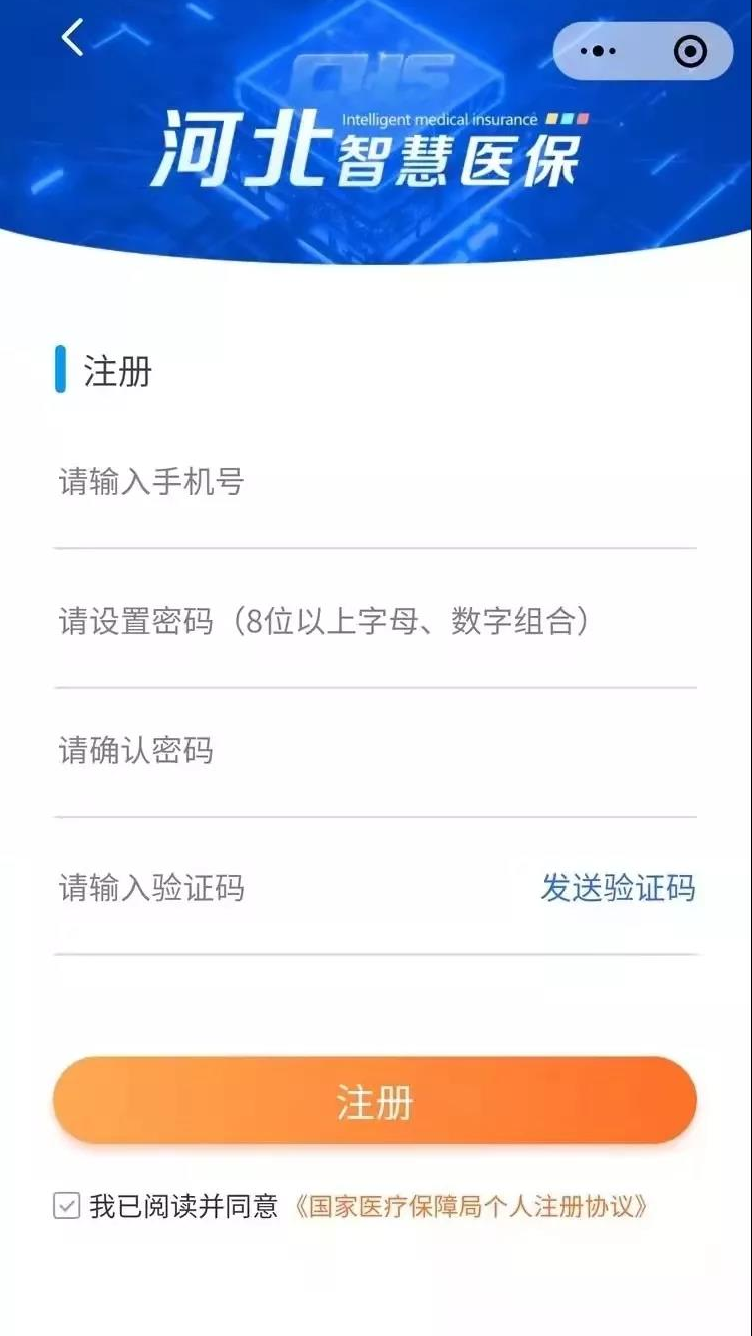 CHS
Intelligent medical insurance
河北智慧医保
注册
请输入手机号
请设置密码（8位以上字母、数字组合）
请确认密码
请输入验证码
发送验证码
注册
我已阅读并同意《国家医疗保障局个人注册协议》